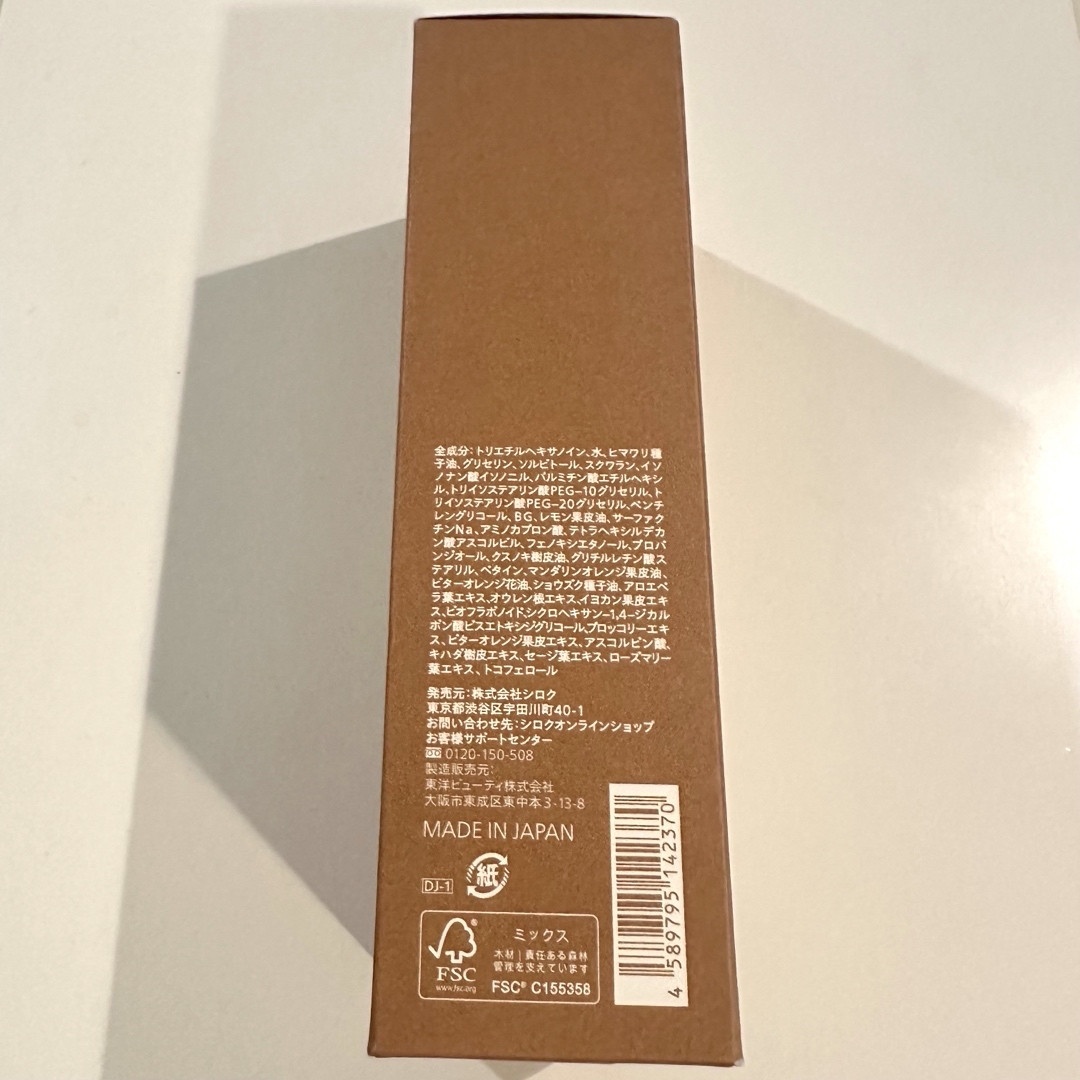 全成分:トリエチルヘキサノイン、水、ヒマワリ種
子油、グリセリン、ソルビトール、スクワラン、イソ
ノナン酸イソノニル、パルミチン酸エチルヘキシ
ル、トリイソステアリン酸PEG-10グリセリル、ト
リイソステアリン酸PEG-20グリセリル、ペンチ
レングリコール、BG、レモン果皮油、サーファク
チンNa、アミノカプロン酸、テトラヘキシルデカ
ン酸アスコルビル、フェノキシエタノール、プロパ
ンジオール、クスノキ樹皮油、グリチルレチン酸ス
テアリル、ベタイン、マンダリンオレンジ果皮油、
ビターオレンジ花油、ショウズク種子油、アロエベ
ラ葉エキス、オウレン根エキス、イヨカン果皮エキ
ス、ビオフラボノイド、シクロヘキサン-1,4-ジカル
ボン酸ビスエトキシジグリコール、ブロッコリーエキ
ス、ビターオレンジ果皮エキス、アスコルビン酸、
キハダ樹皮エキス、セージ葉エキス、ローズマリー
葉エキス、トコフェロール
発売元:株式会社シロク
東京都渋谷区宇田川町40-1
お問い合わせ先:シロクオンラインショップ
お客様サポートセンター
0120-150-508
製造販売元:
東洋ビューティ株式会社
大阪市東成区東中本3-13-8
MADE IN JAPAN
DJ-1
紙
FSC®
www.fsc.org
ミックス
木材|責任ある森林
管理を支えています
FSC® C155358
4 589795 142370